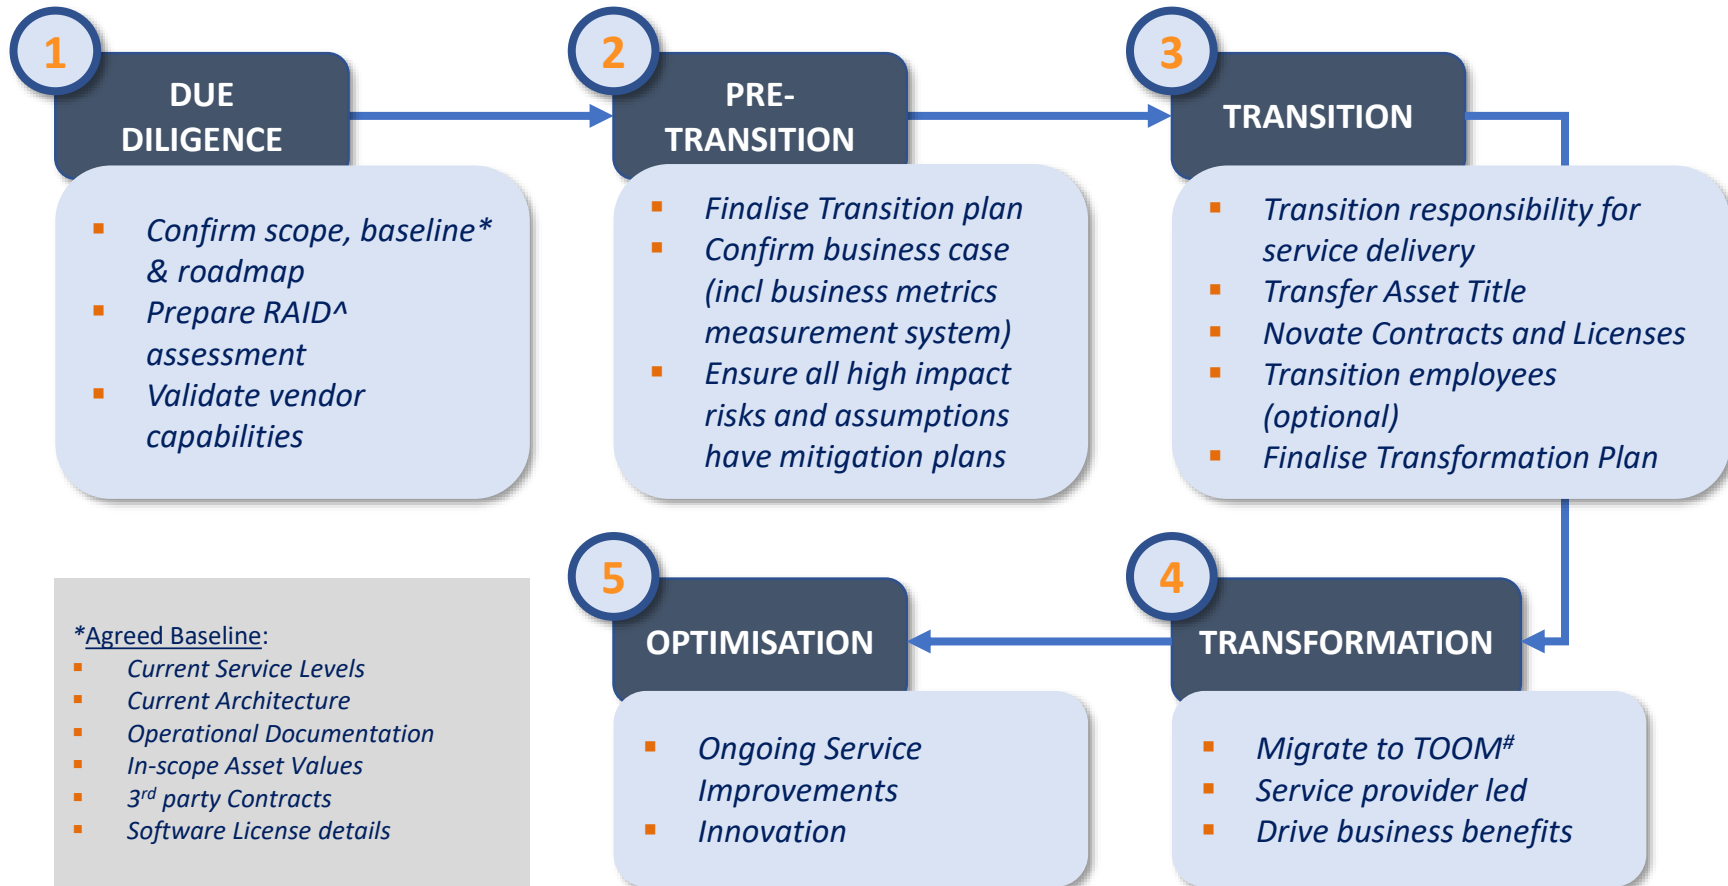 1
DUE
DILIGENCE
▪ Confirm scope, baseline*
& roadmap
▪ Prepare RAID^
assessment
▪ Validate vendor
capabilities
2
PRE-
TRANSITION
▪ Finalise Transition plan
▪ Confirm business case
(incl business metrics
measurement system)
▪ Ensure all high impact
risks and assumptions
have mitigation plans
3
TRANSITION
▪ Transition responsibility for
service delivery
▪ Transfer Asset Title
▪ Novate Contracts and Licenses
▪ Transition employees
(optional)
▪ Finalise Transformation Plan
4
TRANSFORMATION
▪ Migrate to TOOM#
▪ Service provider led
▪ Drive business benefits
5
OPTIMISATION
▪ Ongoing Service
Improvements
▪ Innovation
*Agreed Baseline:
▪ Current Service Levels
▪ Current Architecture
▪ Operational Documentation
▪ In-scope Asset Values
▪ 3rd party Contracts
▪ Software License details